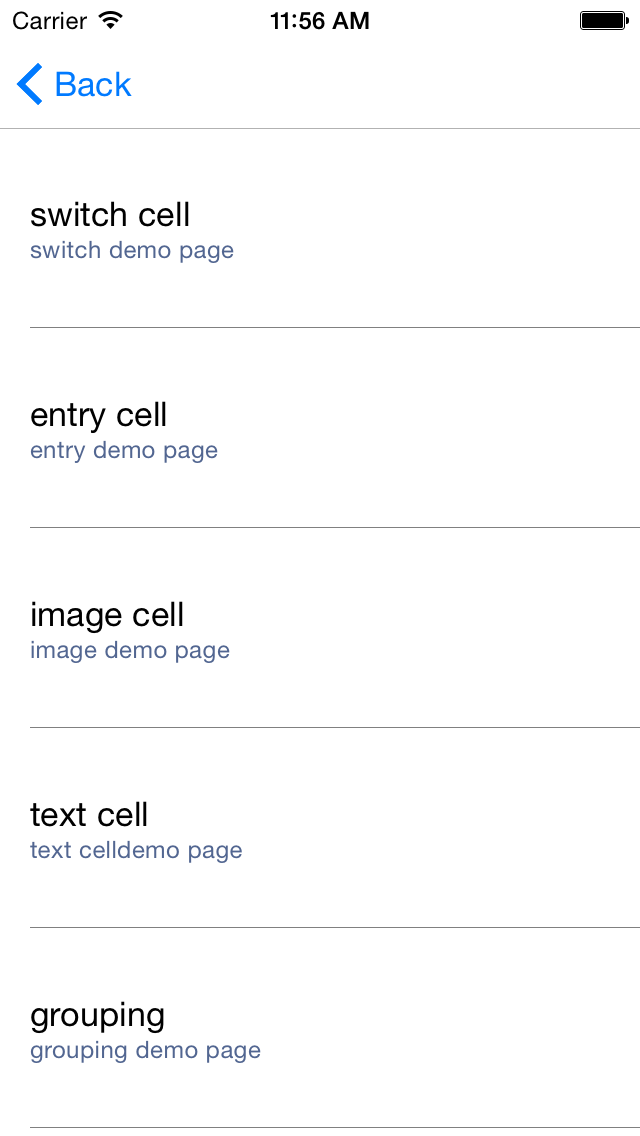 Carrier 11:56 AM
Back
switch cell
switch demo page
entry cell
entry demo page
image cell
image demo page
text cell
text celldemo page
grouping
grouping demo page